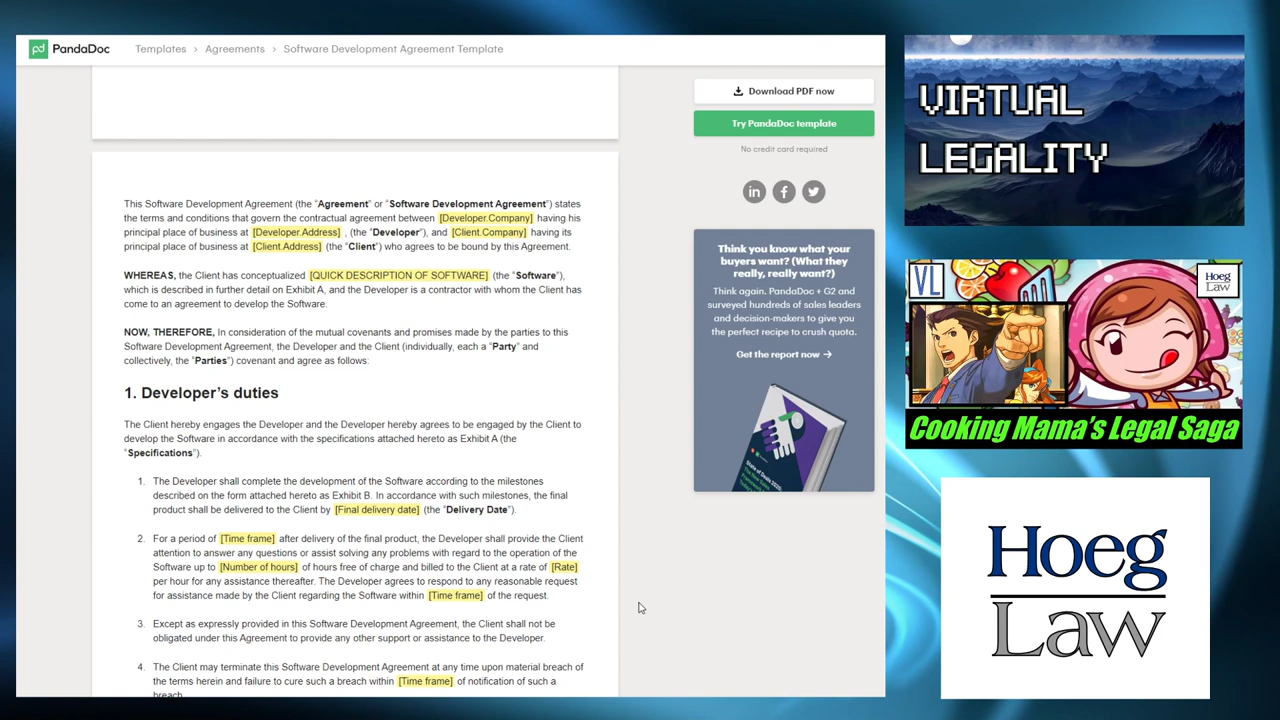 pd PandaDoc
Templates > Agreements > Software Development Agreement Template
This Software Development Agreement (the “Agreement” or “Software Development Agreement”) states
the terms and conditions that govern the contractual agreement between [Developer.Company] having his
principal place of business at [Developer.Address] , (the “Developer”), and [Client.Company] having its
principal place of business at [Client.Address] (the “Client”) who agrees to be bound by this Agreement.
WHEREAS, the Client has conceptualized [QUICK DESCRIPTION OF SOFTWARE] (the “Software”),
which is described in further detail on Exhibit A, and the Developer is a contractor with whom the Client has
come to an agreement to develop the Software.
NOW, THEREFORE, In consideration of the mutual covenants and promises made by the parties to this
Software Development Agreement, the Developer and the Client (individually, each a “Party” and
collectively, the “Parties”) covenant and agree as follows:
1. Developer’s duties
The Client hereby engages the Developer and the Developer hereby agrees to be engaged by the Client to
develop the Software in accordance with the specifications attached hereto as Exhibit A (the
“Specifications”).
1. The Developer shall complete the development of the Software according to the milestones
described on the form attached hereto as Exhibit B. In accordance with such milestones, the final
product shall be delivered to the Client by [Final delivery date] (the “Delivery Date”).
2. For a period of [Time frame] after delivery of the final product, the Developer shall provide the Client
attention to answer any questions or assist solving any problems with regard to the operation of the
Software up to [Number of hours] of hours free of charge and billed to the Client at a rate of [Rate]
per hour for any assistance thereafter. The Developer agrees to respond to any reasonable request
for assistance made by the Client regarding the Software within [Time frame] of the request.
3. Except as expressly provided in this Software Development Agreement, the Client shall not be
obligated under this Agreement to provide any other support or assistance to the Developer.
4. The Client may terminate this Software Development Agreement at any time upon material breach of
the terms herein and failure to cure such a breach within [Time frame] of notification of such a
breach.
Download PDF now
Try PandaDoc template
No credit card required
in f
Think you know what your
buyers want? (What they
really, really want?)
Think again. PandaDoc + G2 and
surveyed hundreds of sales leaders
and decision-makers to give you
the perfect recipe to crush quota.
Get the report now →
State of Deals 2020:
VIRTUAL
LEGALITY
VL
Hoeg
Law
Cooking Mama's Legal Saga
Hoeg
Law